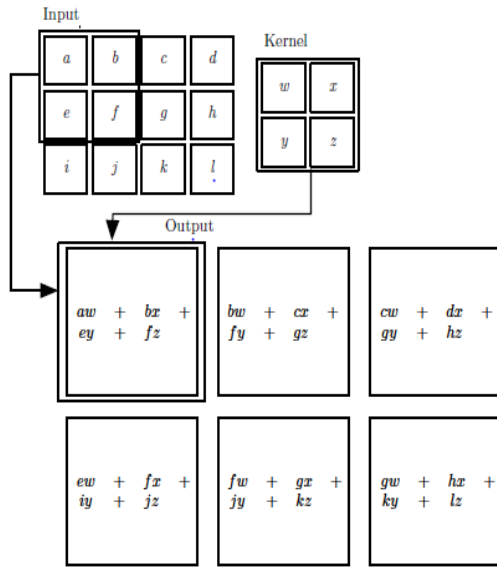 Input
Kernel
a b c d
w x
e f g h
y z
i j k l
Output
aw + bx +
ey + fz
bw + cx +
fy + gz
cw + dx +
gy + hz
ew + fx +
iy + jz
fw + gx +
jy + kz
gw + hx +
ky + lz